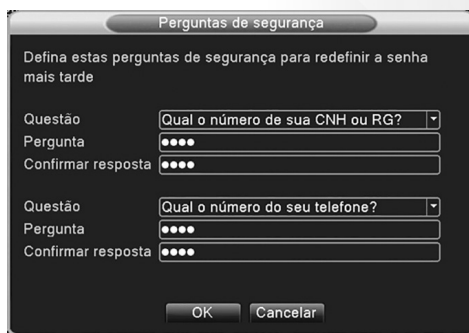 Perguntas de segurança
Defina estas perguntas de segurança para redefinir a senha
mais tarde
Questão Qual o número de sua CNH ou RG?
Pergunta ●●●●
Confirmar resposta ●●●●
Questão Qual o número do seu telefone?
Pergunta ●●●●
Confirmar resposta ●●●●
OK Cancelar